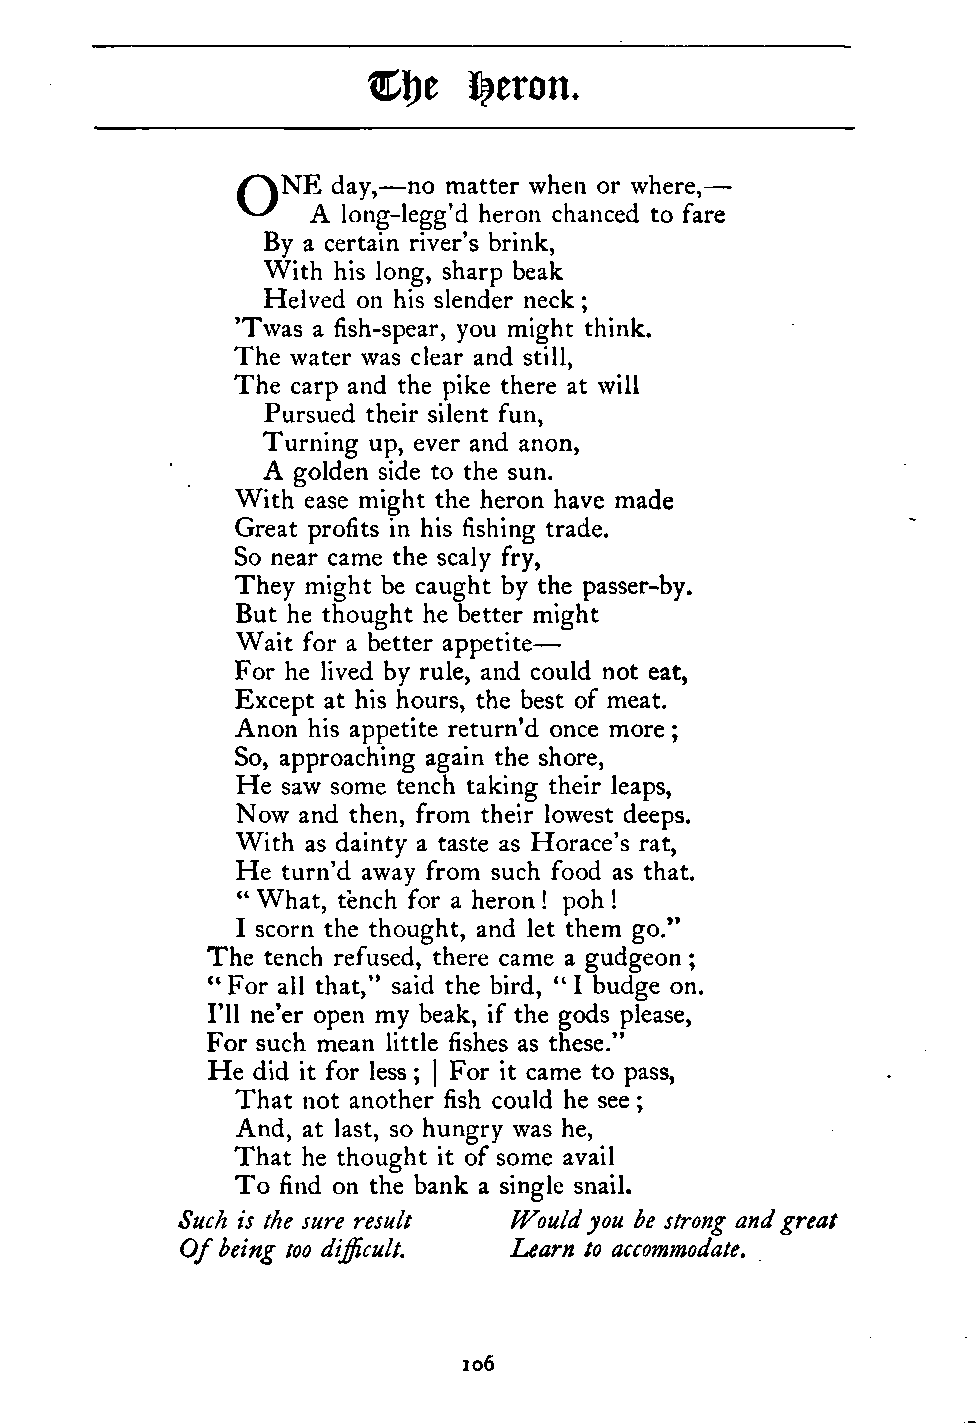 The Heron.
ONE day,—no matter when or where,—
A long-legg'd heron chanced to fare
By a certain river's brink,
With his long, sharp beak
Helved on his slender neck ;
'Twas a fish-spear, you might think.
The water was clear and still,
The carp and the pike there at will
Pursued their silent fun,
Turning up, ever and anon,
A golden side to the sun.
With ease might the heron have made
Great profits in his fishing trade.
So near came the scaly fry,
They might be caught by the passer-by.
But he thought he better might
Wait for a better appetite—
For he lived by rule, and could not eat,
Except at his hours, the best of meat.
Anon his appetite return'd once more ;
So, approaching again the shore,
He saw some tench taking their leaps,
Now and then, from their lowest deeps.
With as dainty a taste as Horace's rat,
He turn'd away from such food as that.
" What, tench for a heron ! poh !
I scorn the thought, and let them go."
The tench refused, there came a gudgeon ;
" For all that," said the bird, " I budge on.
I'll ne'er open my beak, if the gods please,
For such mean little fishes as these."
He did it for less ; | For it came to pass,
That not another fish could he see ;
And, at last, so hungry was he,
That he thought it of some avail
To find on the bank a single snail.
Such is the sure result
Of being too difficult.
Would you be strong and great
Learn to accommodate.
106